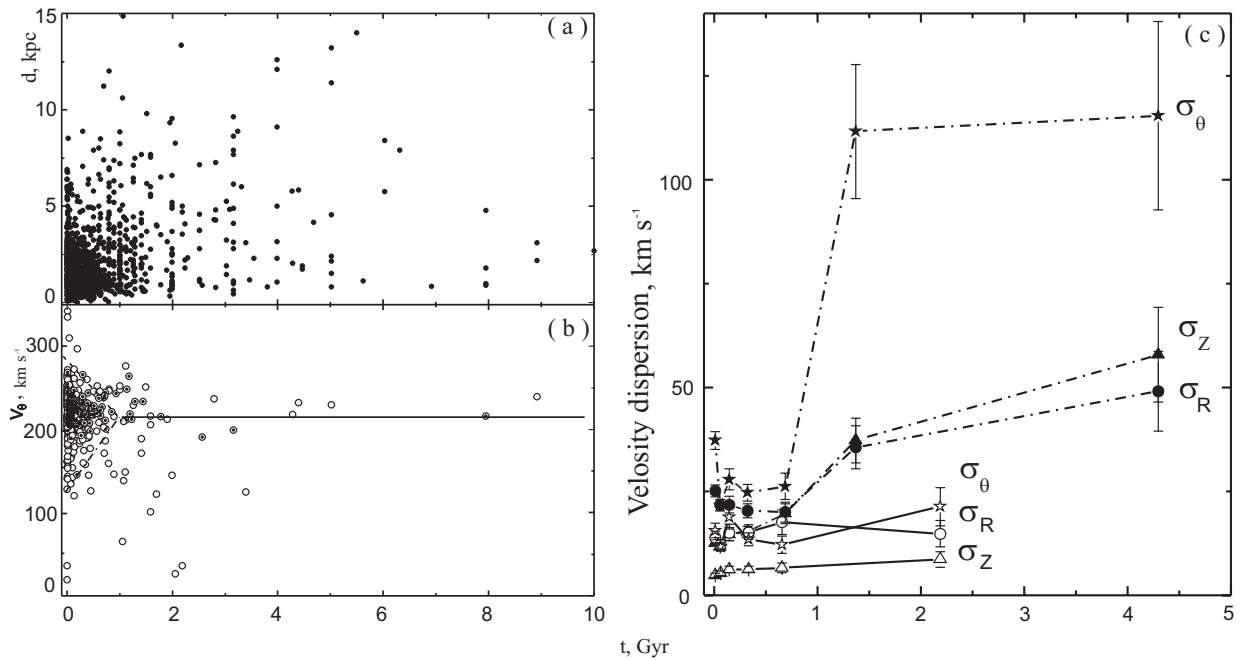 ( a )
d, kpc
15
10
5
0
( b )
V_θ , km s⁻¹
300
200
100
0
0 2 4 6 8 10
t, Gyr
( c )
Velosity dispersion, km s⁻¹
100
50
0
0 1 2 3 4 5
σ_θ
σ_Z
σ_R
σ_θ
σ_R
σ_Z